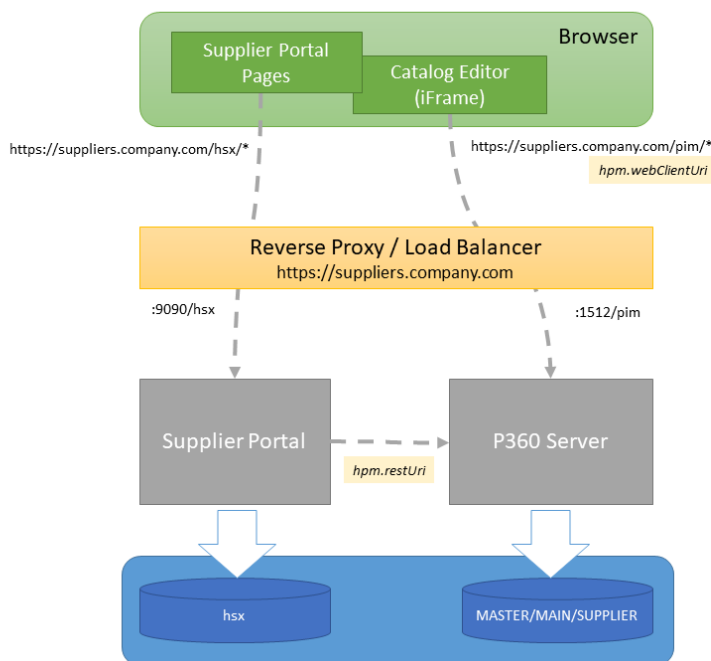 Browser
Supplier Portal
Pages
Catalog Editor
(iFrame)
https://suppliers.company.com/hsx/*
https://suppliers.company.com/pim/*
hpm.webClientUri
Reverse Proxy / Load Balancer
https://suppliers.company.com
:9090/hsx
:1512/pim
Supplier Portal
P360 Server
hpm.restUri
hsx
MASTER/MAIN/SUPPLIER